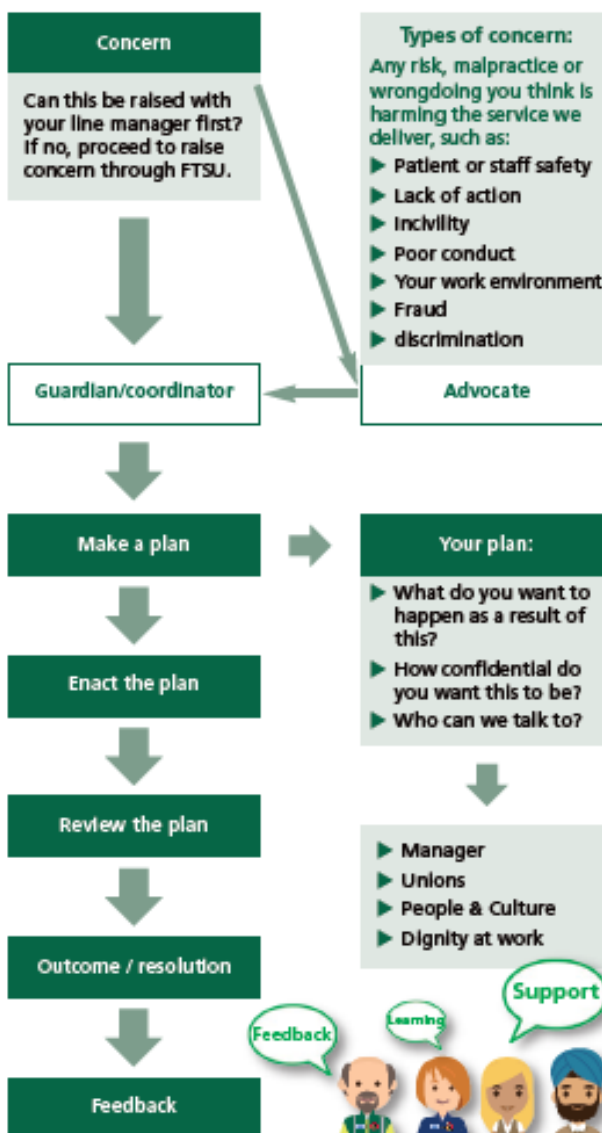 Concern
Can this be raised with
your line manager first?
If no, proceed to raise
concern through FTSU.
Types of concern:
Any risk, malpractice or
wrongdoing you think is
harming the service we
deliver, such as:
Patient or staff safety
Lack of action
Incivility
Poor conduct
Your work environment
Fraud
discrimination
Guardian/coordinator
Advocate
Make a plan
Your plan:
What do you want to
happen as a result of
this?
How confidential do
you want this to be?
Who can we talk to?
Enact the plan
Review the plan
Manager
Unions
People & Culture
Dignity at work
Outcome / resolution
Feedback
Learning
Support
Feedback